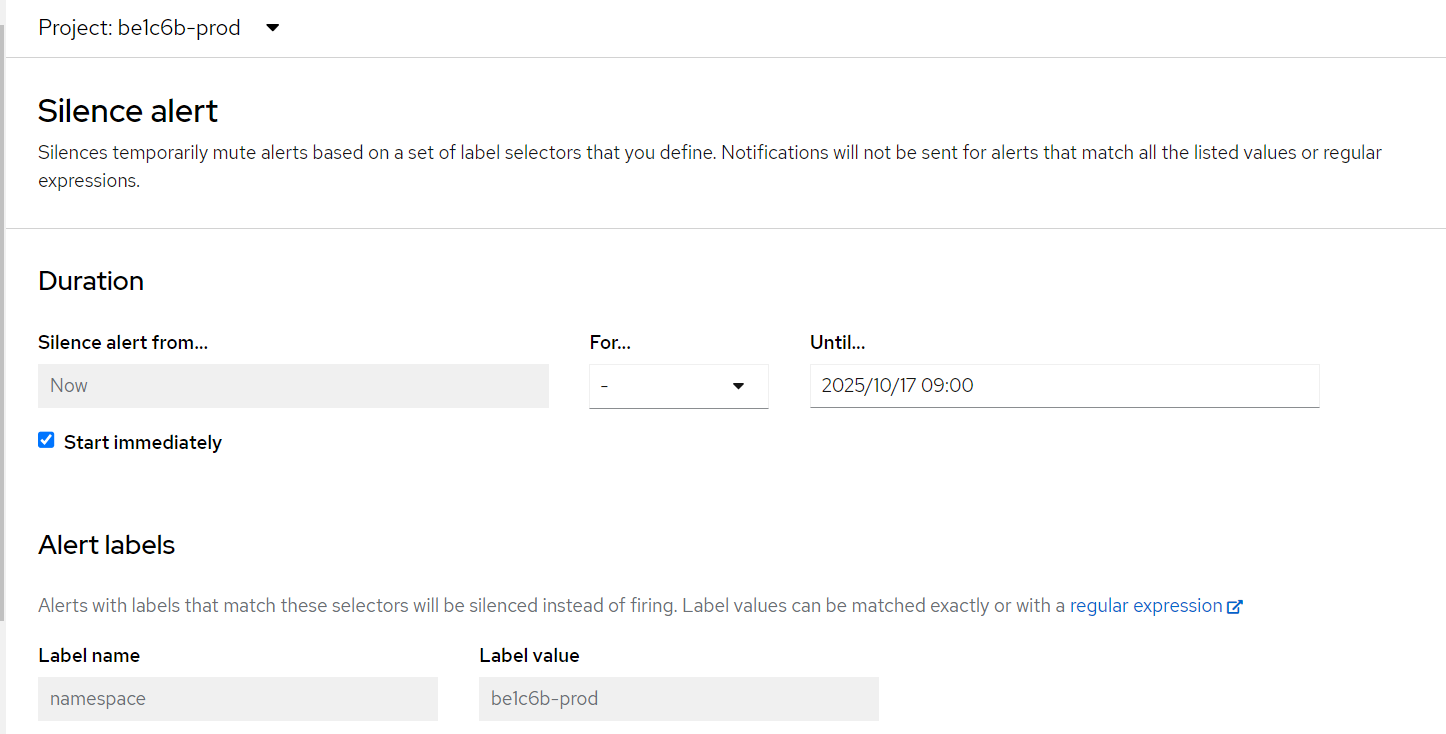 Project: be1c6b-prod
Silence alert
Silences temporarily mute alerts based on a set of label selectors that you define. Notifications will not be sent for alerts that match all the listed values or regular
expressions.
Duration
Silence alert from...
For...
Until...
Now
-
2025/10/17 09:00
Start immediately
Alert labels
Alerts with labels that match these selectors will be silenced instead of firing. Label values can be matched exactly or with a regular expression
Label name
Label value
namespace
be1c6b-prod